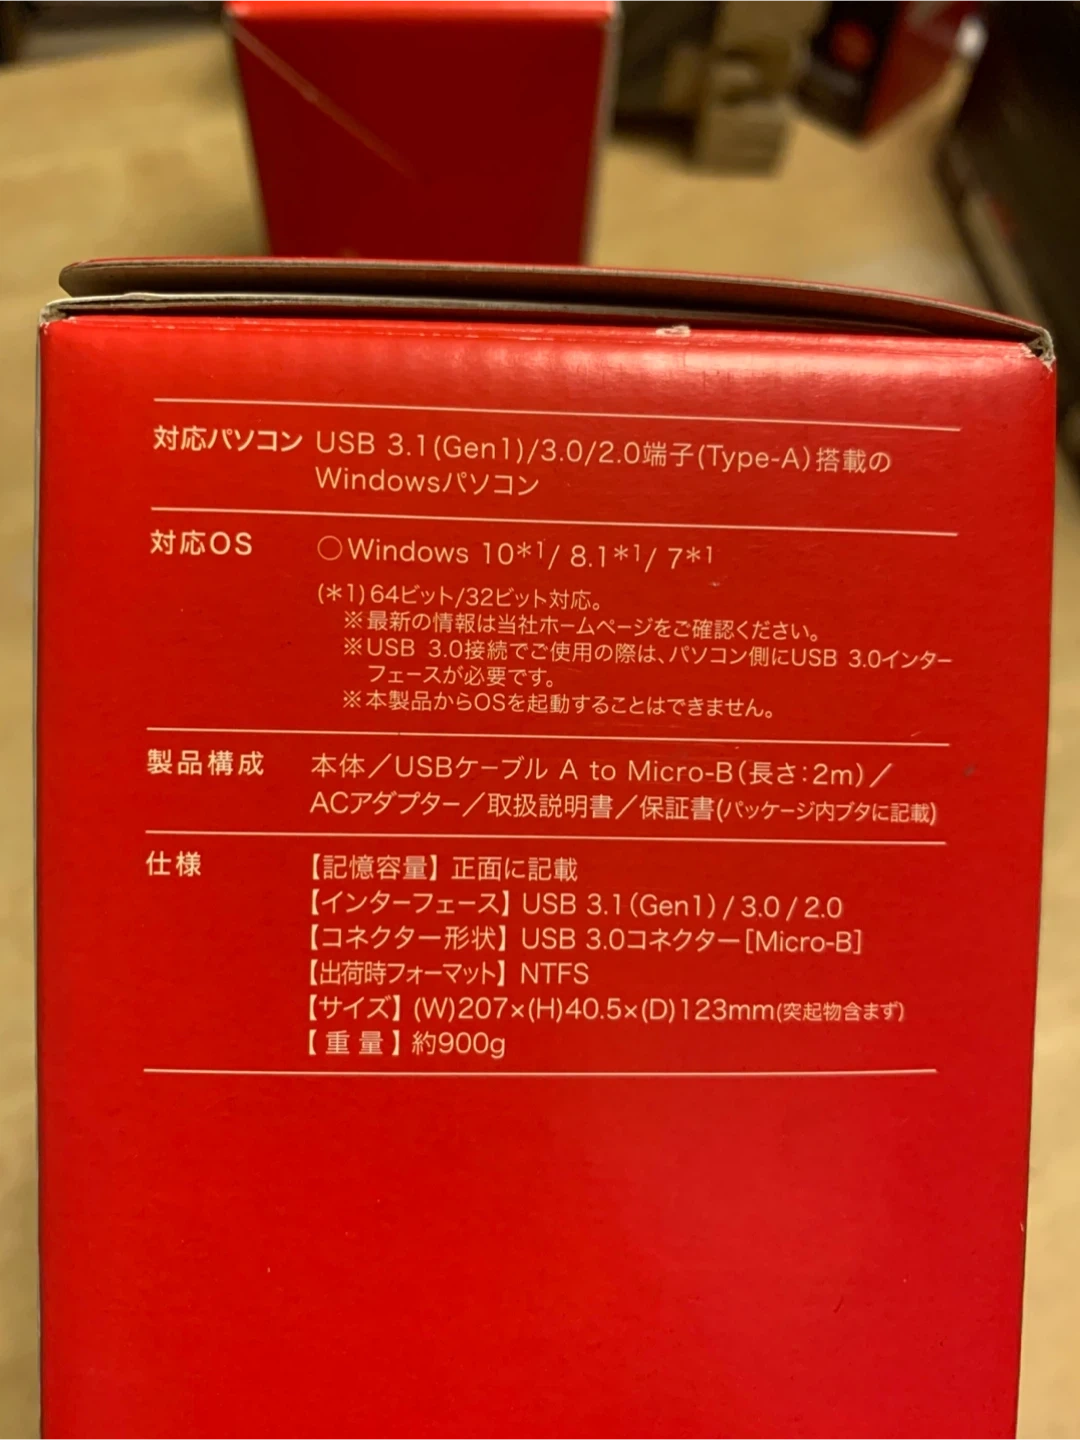 対応パソコン USB 3.1(Gen1)/3.0/2.0端子(Type-A)搭載の
Windowsパソコン
対応OS ○Windows 10*1/ 8.1*1/ 7*1
(*1)64ビット/32ビット対応。
※最新の情報は当社ホームページをご確認ください。
※USB 3.0接続でご使用の際は、パソコン側にUSB 3.0インター
フェースが必要です。
※本製品からOSを起動することはできません。
製品構成 本体／USBケーブル A to Micro-B(長さ:2m)／
ACアダプター／取扱説明書／保証書(パッケージ内ブタに記載)
仕様 【記憶容量】正面に記載
【インターフェース】USB 3.1(Gen1) / 3.0 / 2.0
【コネクター形状】USB 3.0コネクター[Micro-B]
【出荷時フォーマット】NTFS
【サイズ】(W)207×(H)40.5×(D)123mm(突起物含まず)
【重量】約900g